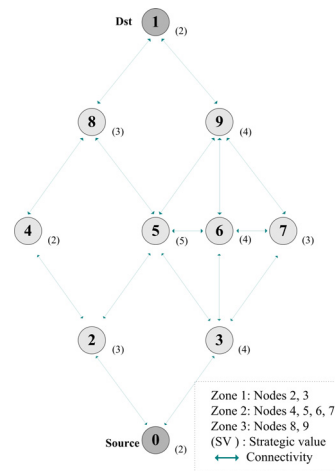 Dst 1 (2)
8 (3) 9 (4)
4 (2) 5 (5) 6 (4) 7 (3)
2 (3) 3 (4)
Source 0 (2)
Zone 1: Nodes 2, 3
Zone 2: Nodes 4, 5, 6, 7
Zone 3: Nodes 8, 9
(SV ) : Strategic value
Connectivity